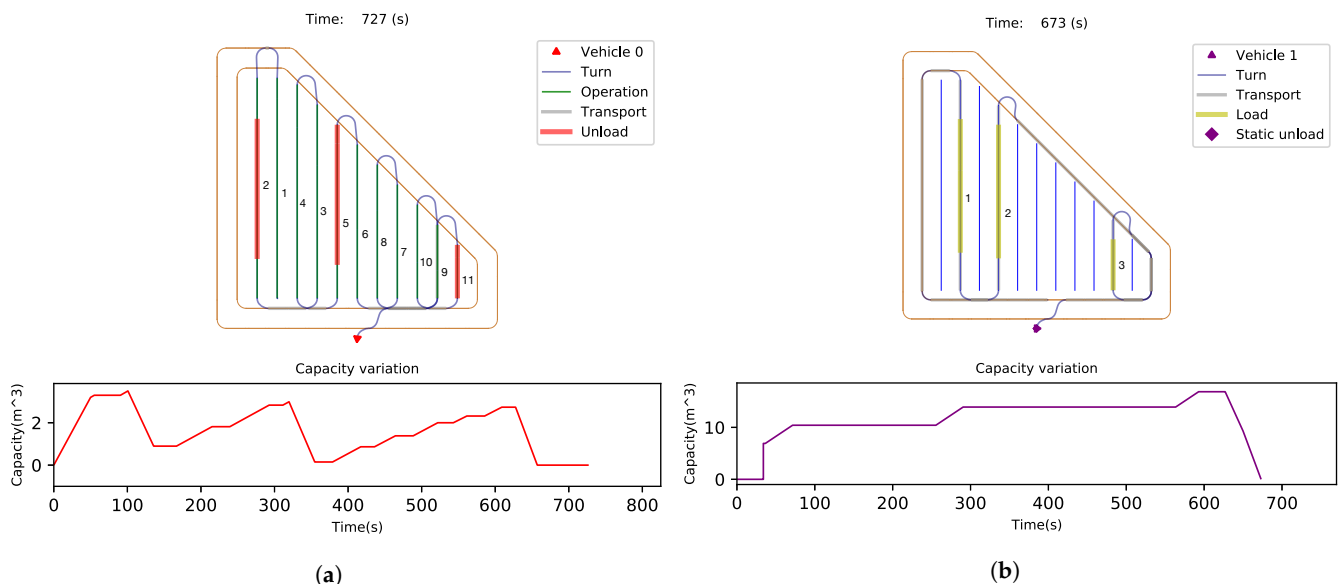 Time: 727 (s)
Vehicle 0
Turn
Operation
Transport
Unload
2
1
4
3
5
6
8
7
10
9
11
Capacity variation
Capacity(m^3)
2
0
0
100
200
300
400
500
600
700
800
Time(s)
(a)
Time: 673 (s)
Vehicle 1
Turn
Transport
Load
Static unload
1
2
3
Capacity variation
Capacity(m^3)
10
0
0
100
200
300
400
500
600
700
Time(s)
(b)